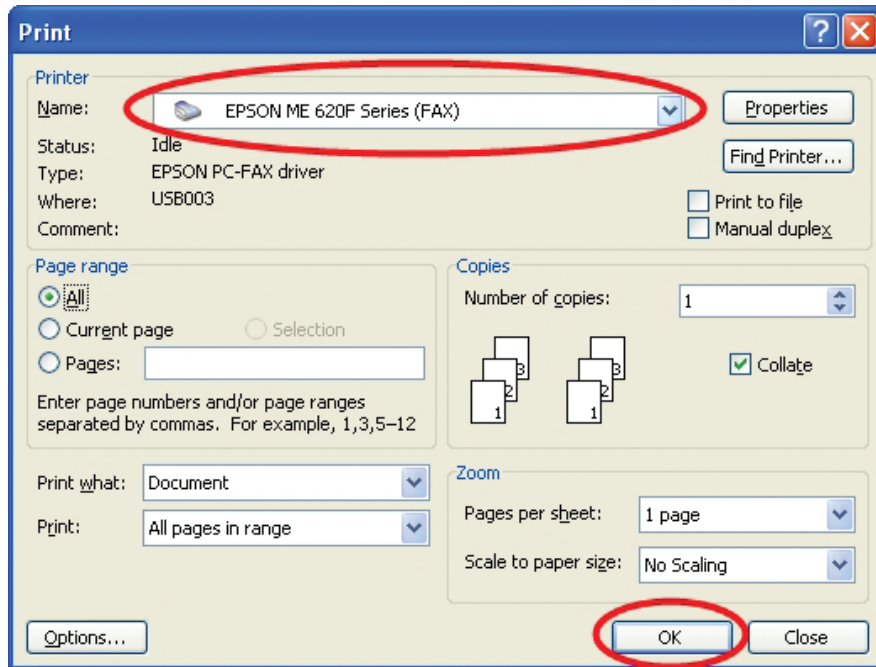 Print
Printer
Name: EPSON ME 620F Series (FAX) Properties
Status: Idle
Find Printer...
Type: EPSON PC-FAX driver
Where: USB003
Print to file
Comment:
Manual duplex
Page range
All
Current page Selection
Pages:
Enter page numbers and/or page ranges
separated by commas. For example, 1,3,5–12
Copies
Number of copies: 1
3 3
2 2
1 1
Collate
Print what: Document
Print: All pages in range
Zoom
Pages per sheet: 1 page
Scale to paper size: No Scaling
Options... OK Close